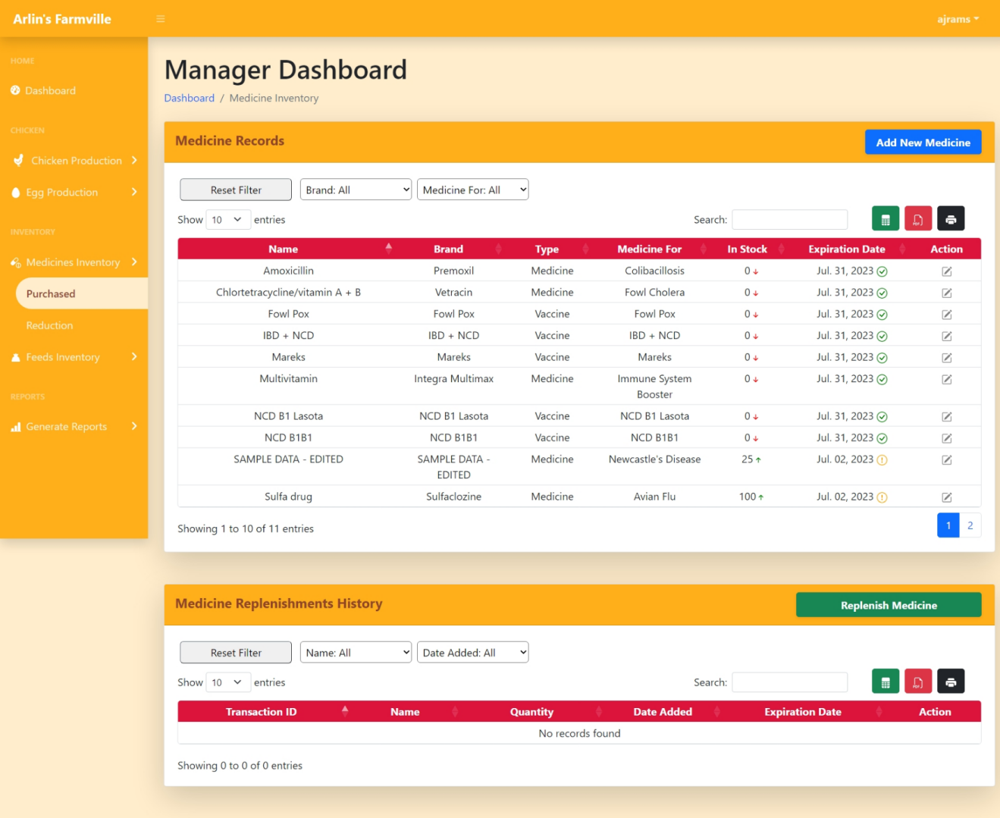 Arlin's Farmville
ajrams
HOME
Dashboard
CHICKEN
Chicken Production
Egg Production
INVENTORY
Medicines Inventory
Purchased
Reduction
Feeds Inventory
REPORTS
Generate Reports
Manager Dashboard
Dashboard / Medicine Inventory
Medicine Records
Add New Medicine
Reset Filter Brand: All Medicine For: All
Show 10 entries Search: PDF
Name Brand Type Medicine For In Stock Expiration Date Action
Amoxicillin Premoxil Medicine Colibacillosis 0 Jul. 31, 2023
Chlortetracycline/vitamin A + B Vetracin Medicine Fowl Cholera 0 Jul. 31, 2023
Fowl Pox Fowl Pox Vaccine Fowl Pox 0 Jul. 31, 2023
IBD + NCD IBD + NCD Vaccine IBD + NCD 0 Jul. 31, 2023
Mareks Mareks Vaccine Mareks 0 Jul. 31, 2023
Multivitamin Integra Multimax Medicine Immune System 0 Jul. 31, 2023
Booster
NCD B1 Lasota NCD B1 Lasota Vaccine NCD B1 Lasota 0 Jul. 31, 2023
NCD B1B1 NCD B1B1 Vaccine NCD B1B1 0 Jul. 31, 2023
SAMPLE DATA - EDITED SAMPLE DATA - Medicine Newcastle's Disease 25 Jul. 02, 2023
EDITED
Sulfa drug Sulfaclozine Medicine Avian Flu 100 Jul. 02, 2023
Showing 1 to 10 of 11 entries 1 2
Medicine Replenishments History
Replenish Medicine
Reset Filter Name: All Date Added: All
Show 10 entries Search: PDF
Transaction ID Name Quantity Date Added Expiration Date Action
No records found
Showing 0 to 0 of 0 entries